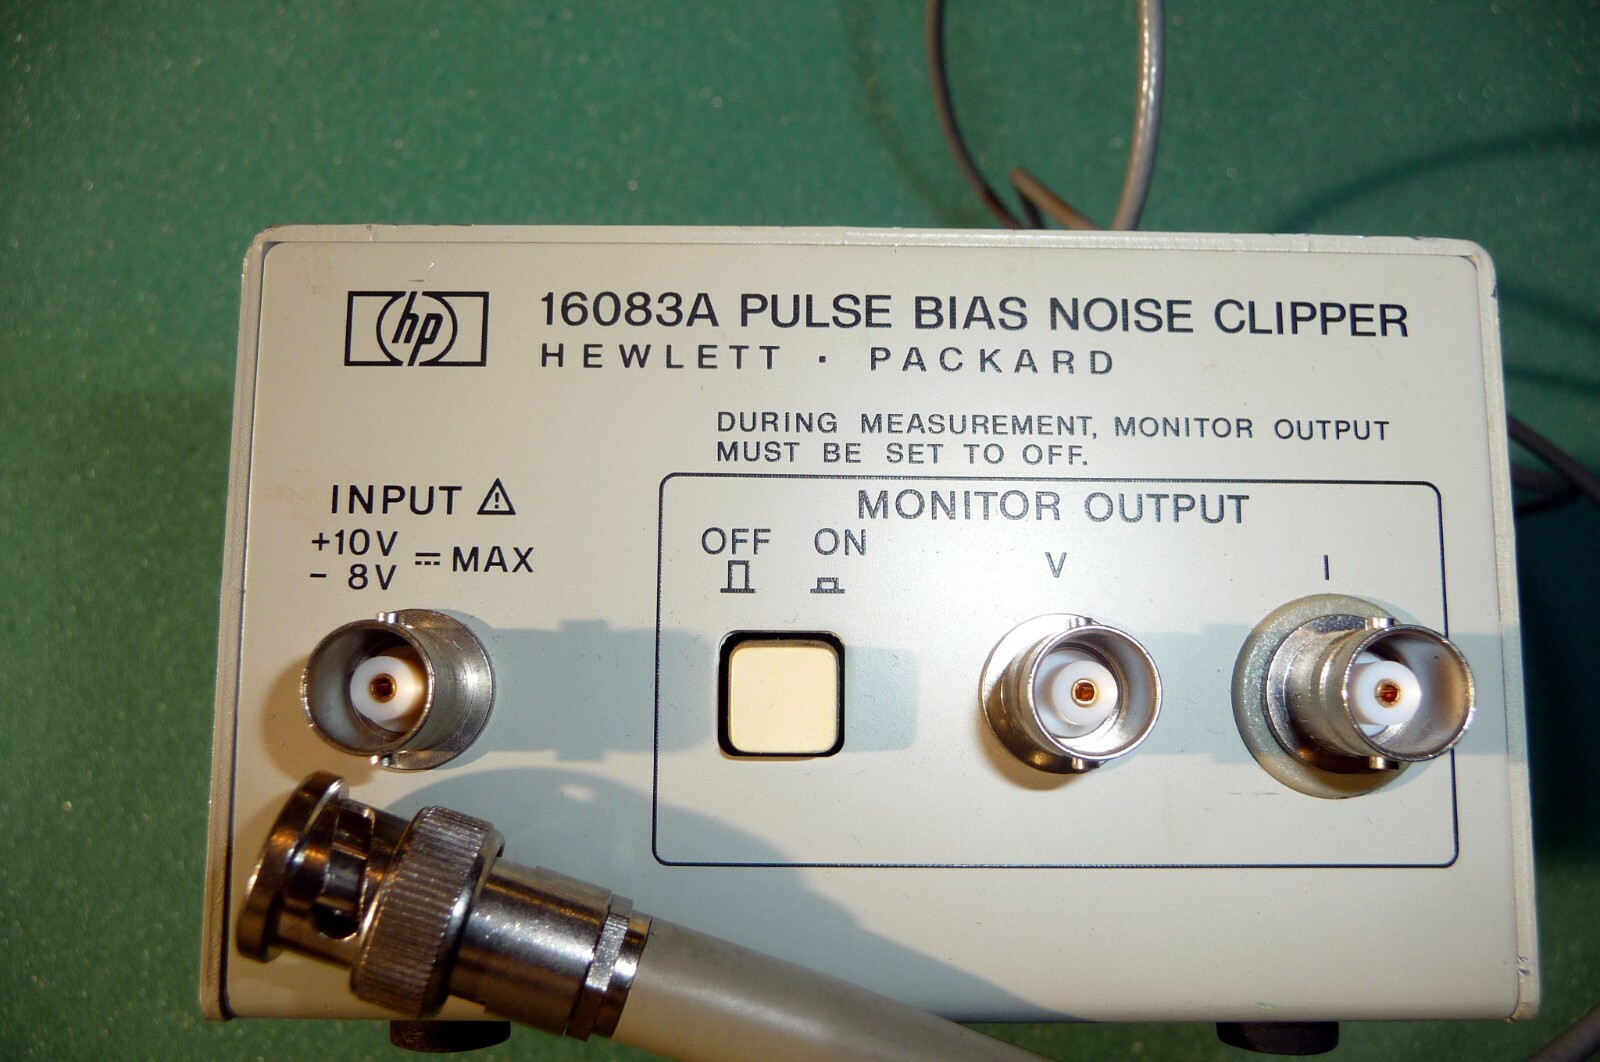 hp
16083A PULSE BIAS NOISE CLIPPER
HEWLETT · PACKARD
DURING MEASUREMENT, MONITOR OUTPUT
MUST BE SET TO OFF.
INPUT ⚠
+10V
- 8V ⎓ MAX
MONITOR OUTPUT
OFF ON
V
I